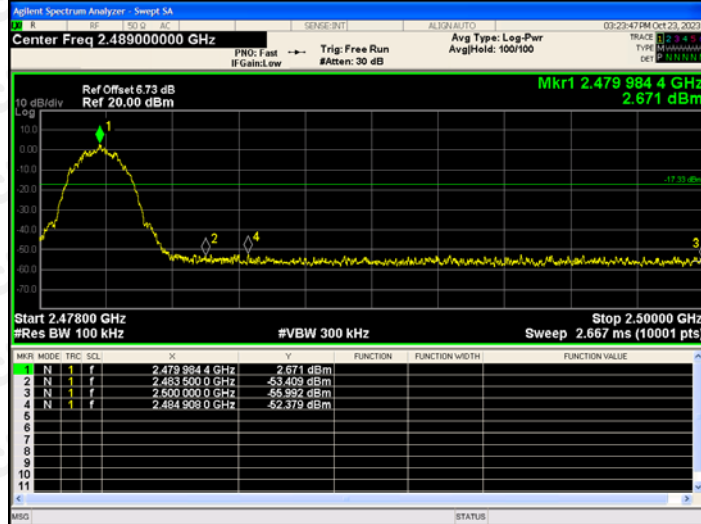 Agilent Spectrum Analyzer - Swept SA
LXI R RF 50 Ω AC SENSE:INT ALIGN AUTO 03:23:47 PM Oct 23, 2023
Center Freq 2.489000000 GHz
PNO: Fast
IFGain:Low
Trig: Free Run
#Atten: 30 dB
Avg Type: Log-Pwr
Avg|Hold: 100/100
TRACE 1 2 3 4 5
TYPE M
DET P N N N N
Mkr1 2.479 984 4 GHz
2.671 dBm
Ref Offset 6.73 dB
10 dB/div Ref 20.00 dBm
Log
10.0
0.00
-10.0
-20.0
-30.0
-40.0
-50.0
-60.0
-70.0
1
-17.33 dBm
2
4
3
Start 2.47800 GHz Stop 2.50000 GHz
#Res BW 100 kHz #VBW 300 kHz Sweep 2.667 ms (10001 pts)
MKR MODE TRC SCL X Y FUNCTION FUNCTION WIDTH FUNCTION VALUE
1 N 1 f 2.479 984 4 GHz 2.671 dBm
2 N 1 f 2.483 500 0 GHz -53.409 dBm
3 N 1 f 2.500 000 0 GHz -55.992 dBm
4 N 1 f 2.484 908 0 GHz -52.379 dBm
5
6
7
8
9
10
11
MSG STATUS